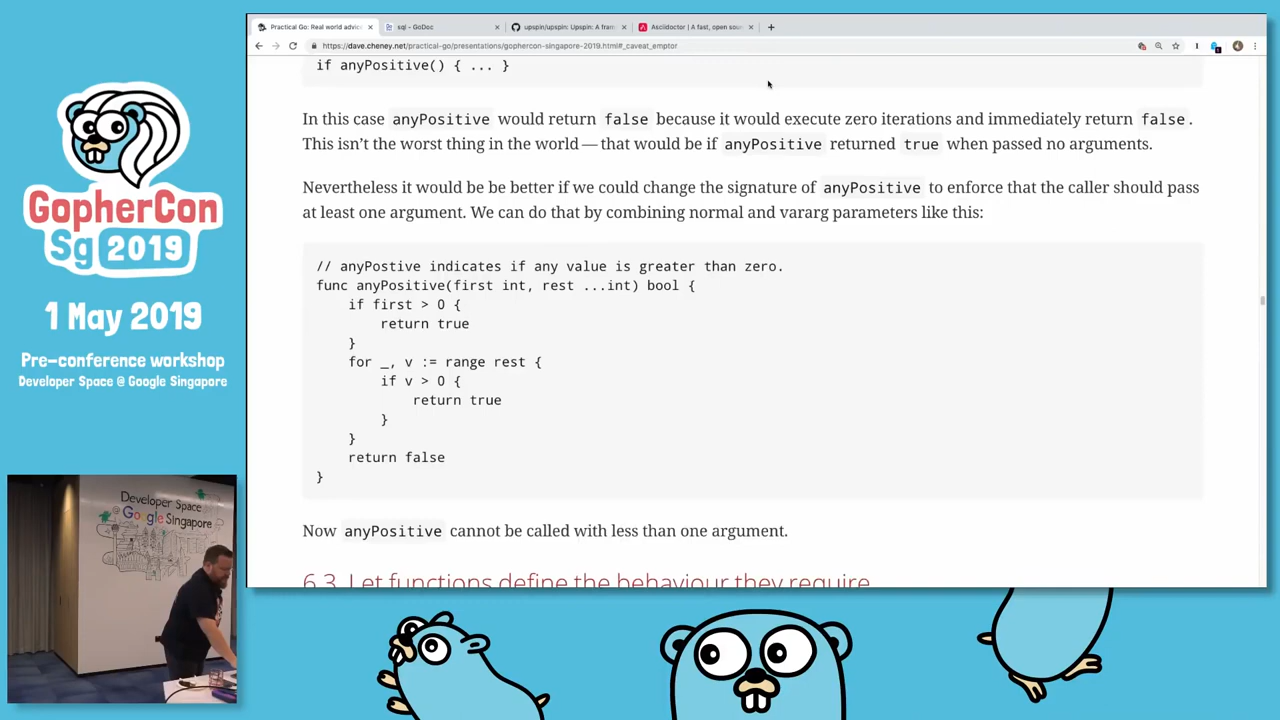 GopherCon
Sg 2019
1 May 2019
Pre-conference workshop
Developer Space @ Google Singapore
Developer Space
@ Google
Singapore
Practical Go: Real world advic
sql - GoDoc
upspin/upspin: Upspin: A fram
Asciidoctor | A fast, open sou
https://dave.cheney.net/practical-go/presentations/gophercon-singapore-2019.html#_caveat_emptor
if anyPositive() { ... }
In this case anyPositive would return false because it would execute zero iterations and immediately return false.
This isn’t the worst thing in the world — that would be if anyPositive returned true when passed no arguments.
Nevertheless it would be be better if we could change the signature of anyPositive to enforce that the caller should pass
at least one argument. We can do that by combining normal and vararg parameters like this:
// anyPostive indicates if any value is greater than zero.
func anyPositive(first int, rest ...int) bool {
    if first > 0 {
        return true
    }
    for _, v := range rest {
        if v > 0 {
            return true
        }
    }
    return false
}
Now anyPositive cannot be called with less than one argument.
6.3. Let functions define the behaviour they require